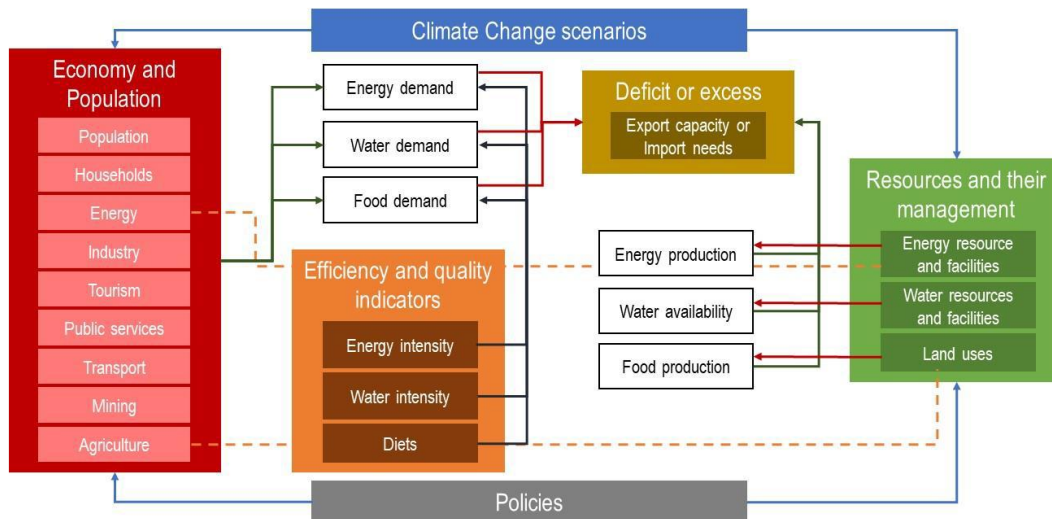 Climate Change scenarios
Economy and
Population
Population
Households
Energy
Industry
Tourism
Public services
Transport
Mining
Agriculture
Energy demand
Water demand
Food demand
Efficiency and quality
indicators
Energy intensity
Water intensity
Diets
Deficit or excess
Export capacity or
Import needs
Energy production
Water availability
Food production
Resources and their
management
Energy resource
and facilities
Water resources
and facilities
Land uses
Policies